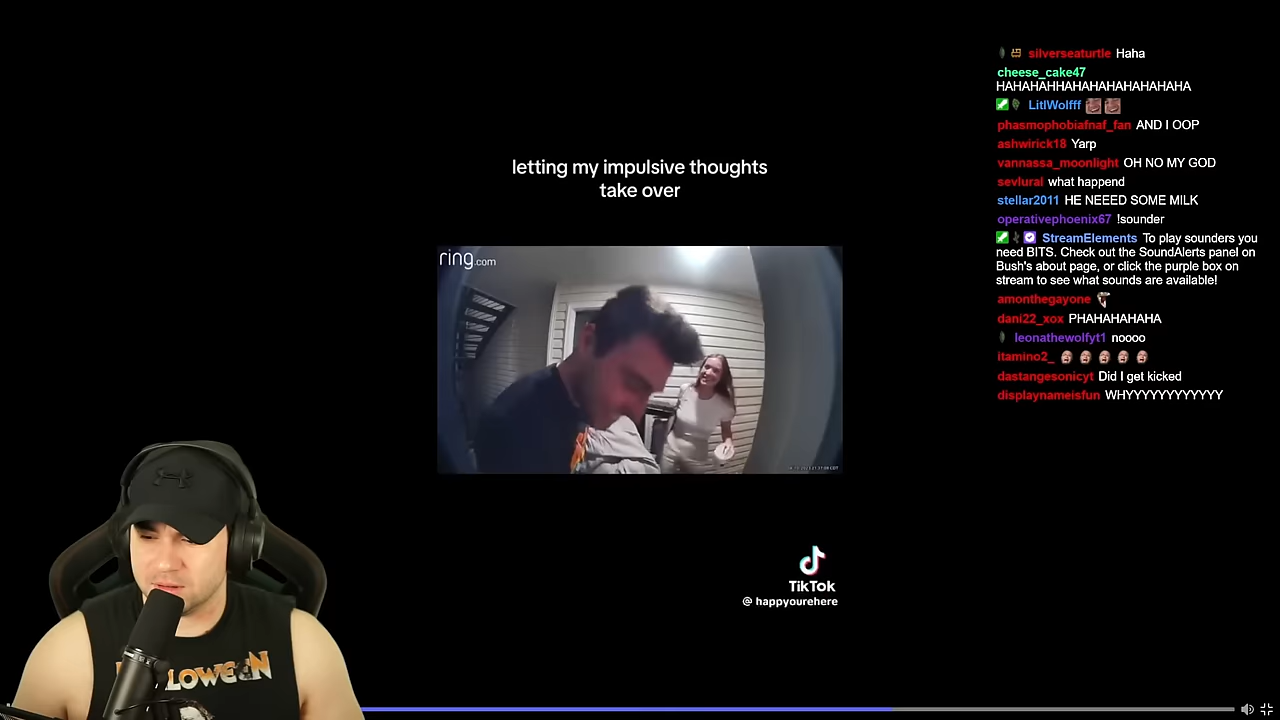 letting my impulsive thoughts
take over
ring.com
TikTok
@ happyourehere
silverseaturtle Haha
cheese_cake47
HAHAHAHHAHAHAHAHAHAHA
LitlWolfff
phasmophobiafnaf_fan AND I OOP
ashwirick18 Yarp
vannassa_moonlight OH NO MY GOD
sevlural what happend
stellar2011 HE NEEED SOME MILK
operativephoenix67 !sounder
StreamElements To play sounders you
need BITS. Check out the SoundAlerts panel on
Bush's about page, or click the purple box on
stream to see what sounds are available!
amonthegayone
dani22_xox PHAHAHAHAHA
leonathewolfyt1 noooo
itamino2_
dastangesonicyt Did I get kicked
displaynameisfun WHYYYYYYYYYYYY
HALLOWEEN